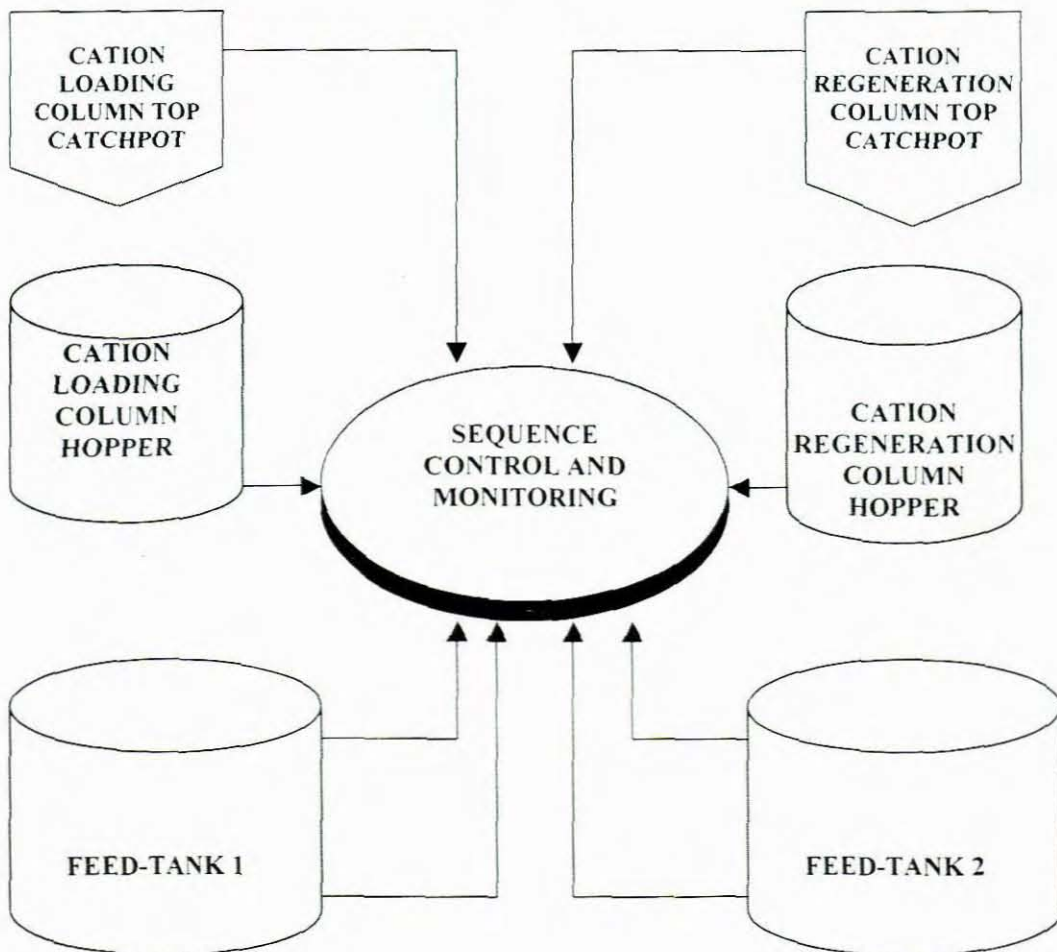 CATION
LOADING
COLUMN TOP
CATCHPOT
CATION
REGENERATION
COLUMN TOP
CATCHPOT
CATION
LOADING
COLUMN
HOPPER
SEQUENCE
CONTROL AND
MONITORING
CATION
REGENERATION
COLUMN
HOPPER
FEED-TANK 1
FEED-TANK 2